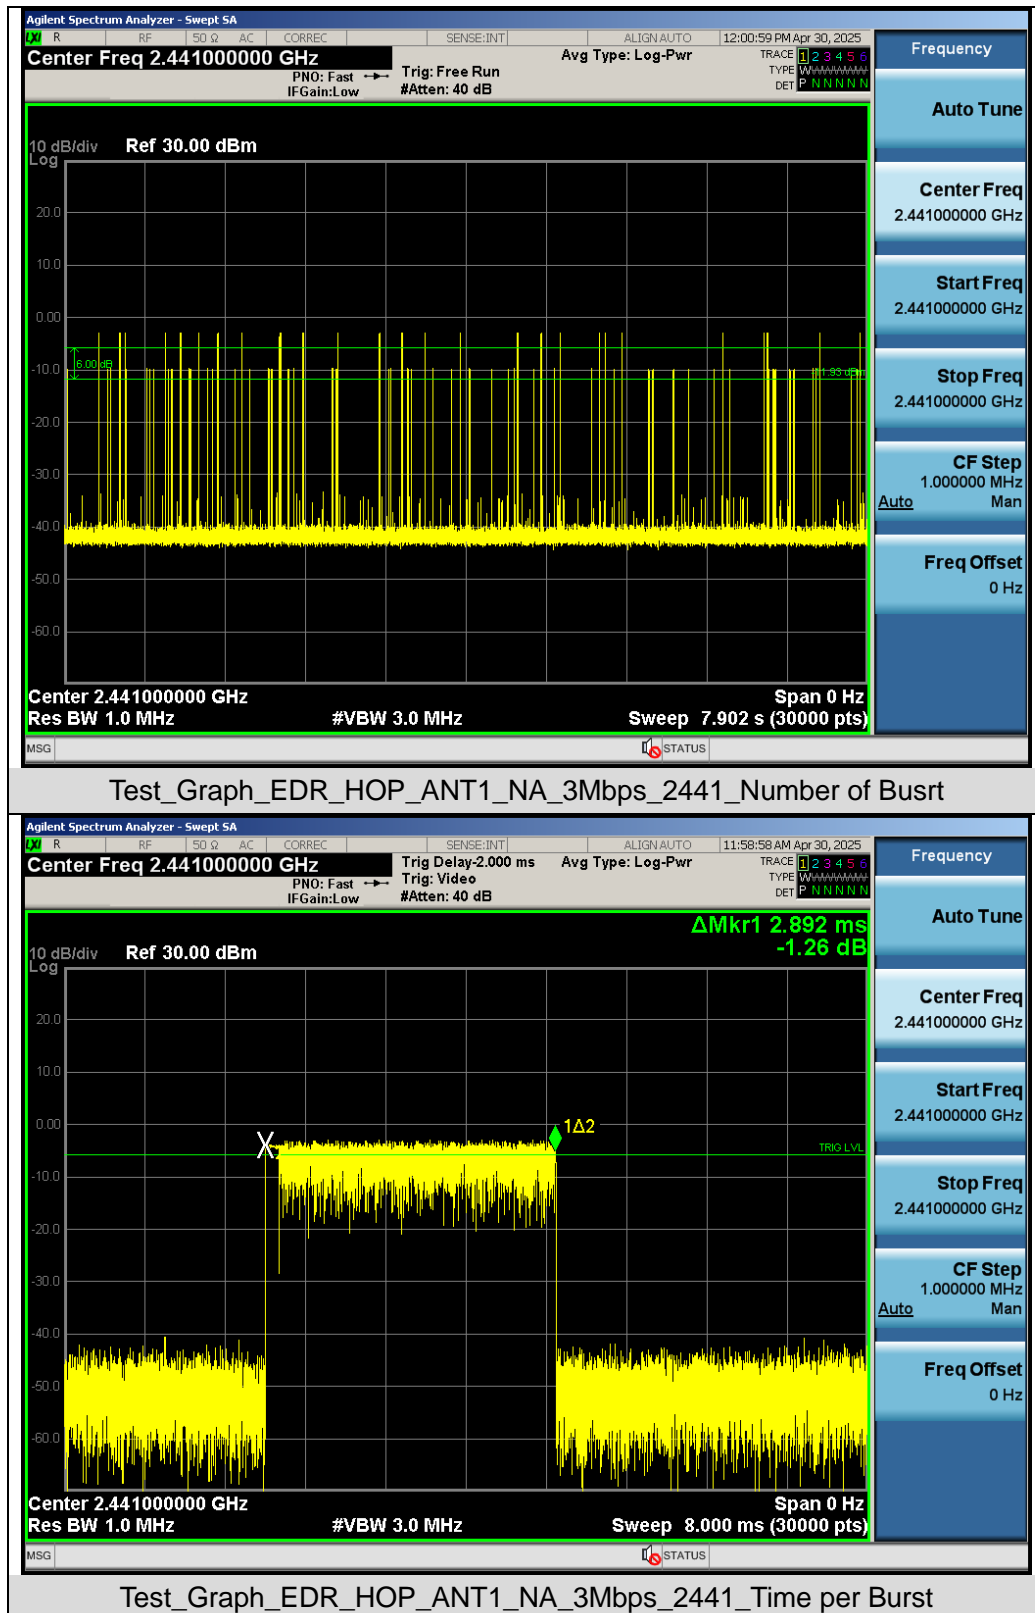 Agilent Spectrum Analyzer - Swept SA
LXI R RF 50 Ω AC CORREC SENSE:INT ALIGN AUTO 12:00:59 PM Apr 30, 2025
Center Freq 2.441000000 GHz
PNO: Fast
IFGain:Low
Trig: Free Run
#Atten: 40 dB
Avg Type: Log-Pwr
TRACE 1 2 3 4 5 6
TYPE
DET P N N N N N
10 dB/div
Log
Ref 30.00 dBm
20.0
10.0
0.00
-10.0
-20.0
-30.0
-40.0
-50.0
-60.0
6.00 dB
-11.93 dBm
Center 2.441000000 GHz
Span 0 Hz
Res BW 1.0 MHz
#VBW 3.0 MHz
Sweep 7.902 s (30000 pts)
MSG
STATUS
Frequency
Auto Tune
Center Freq
2.441000000 GHz
Start Freq
2.441000000 GHz
Stop Freq
2.441000000 GHz
CF Step
1.000000 MHz
Auto Man
Freq Offset
0 Hz
Test_Graph_EDR_HOP_ANT1_NA_3Mbps_2441_Number of Busrt
Agilent Spectrum Analyzer - Swept SA
LXI R RF 50 Ω AC CORREC SENSE:INT ALIGN AUTO 11:58:58 AM Apr 30, 2025
Center Freq 2.441000000 GHz
PNO: Fast
IFGain:Low
Trig Delay-2.000 ms
Trig: Video
#Atten: 40 dB
Avg Type: Log-Pwr
TRACE 1 2 3 4 5 6
TYPE
DET P N N N N N
ΔMkr1 2.892 ms
-1.26 dB
10 dB/div
Log
Ref 30.00 dBm
20.0
10.0
0.00
-10.0
-20.0
-30.0
-40.0
-50.0
-60.0
1Δ2
TRIG LVL
Center 2.441000000 GHz
Span 0 Hz
Res BW 1.0 MHz
#VBW 3.0 MHz
Sweep 8.000 ms (30000 pts)
MSG
STATUS
Frequency
Auto Tune
Center Freq
2.441000000 GHz
Start Freq
2.441000000 GHz
Stop Freq
2.441000000 GHz
CF Step
1.000000 MHz
Auto Man
Freq Offset
0 Hz
Test_Graph_EDR_HOP_ANT1_NA_3Mbps_2441_Time per Burst